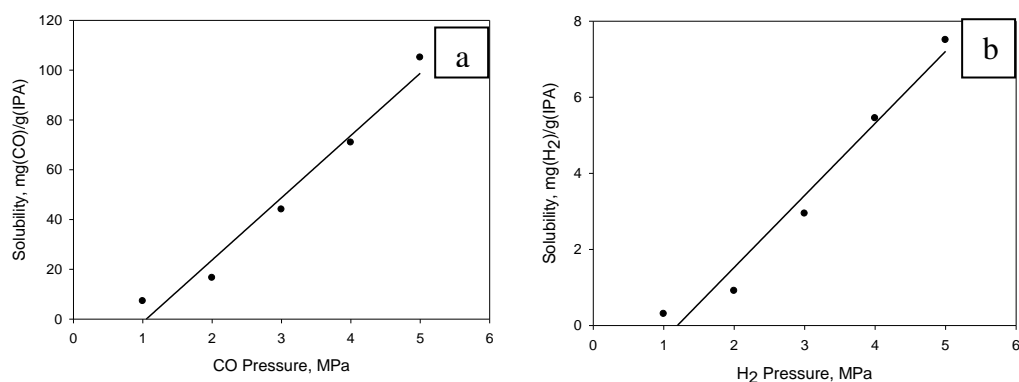 a
Solubility, mg(CO)/g(IPA)
120
100
80
60
40
20
0
0 1 2 3 4 5 6
CO Pressure, MPa
b
Solubility, mg(H2)/g(IPA)
8
6
4
2
0
0 1 2 3 4 5 6
H2 Pressure, MPa